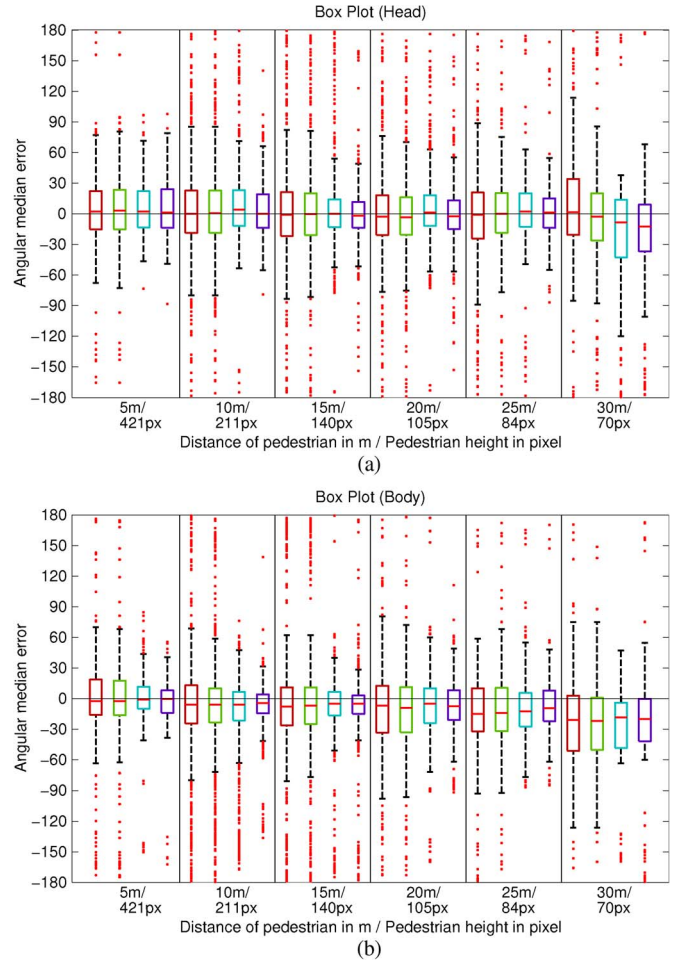 Box Plot (Head)
180
150
120
90
60
30
0
−30
−60
−90
−120
−150
−180
Angular median error
5m/ 10m/ 15m/ 20m/ 25m/ 30m/
421px 211px 140px 105px 84px 70px
Distance of pedestrian in m / Pedestrian height in pixel
(a)
Box Plot (Body)
180
150
120
90
60
30
0
−30
−60
−90
−120
−150
−180
Angular median error
5m/ 10m/ 15m/ 20m/ 25m/ 30m/
421px 211px 140px 105px 84px 70px
Distance of pedestrian in m / Pedestrian height in pixel
(b)